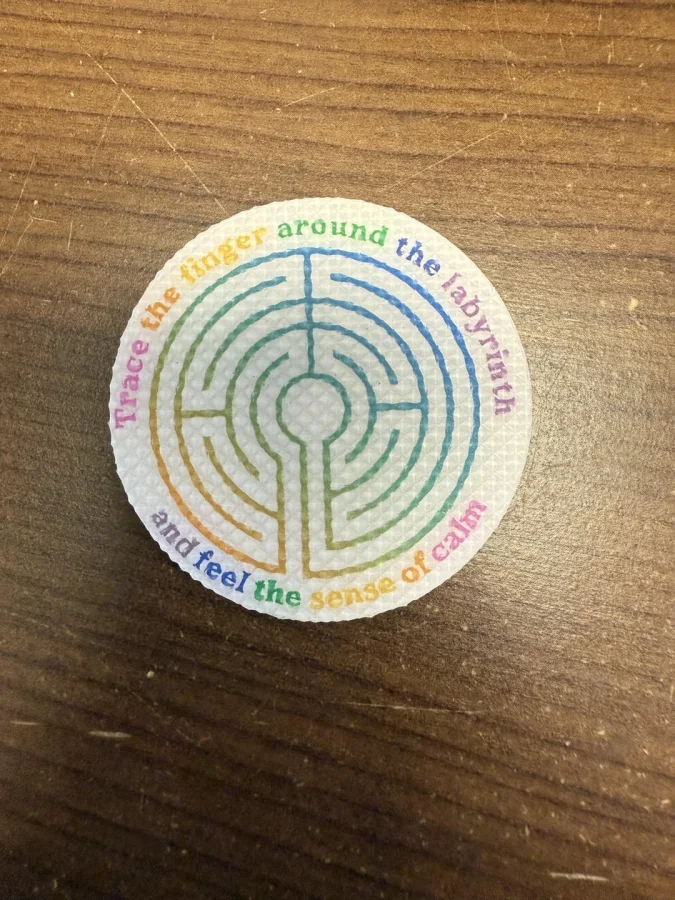 Trace the finger around the labyrinth
and feel the sense of calm